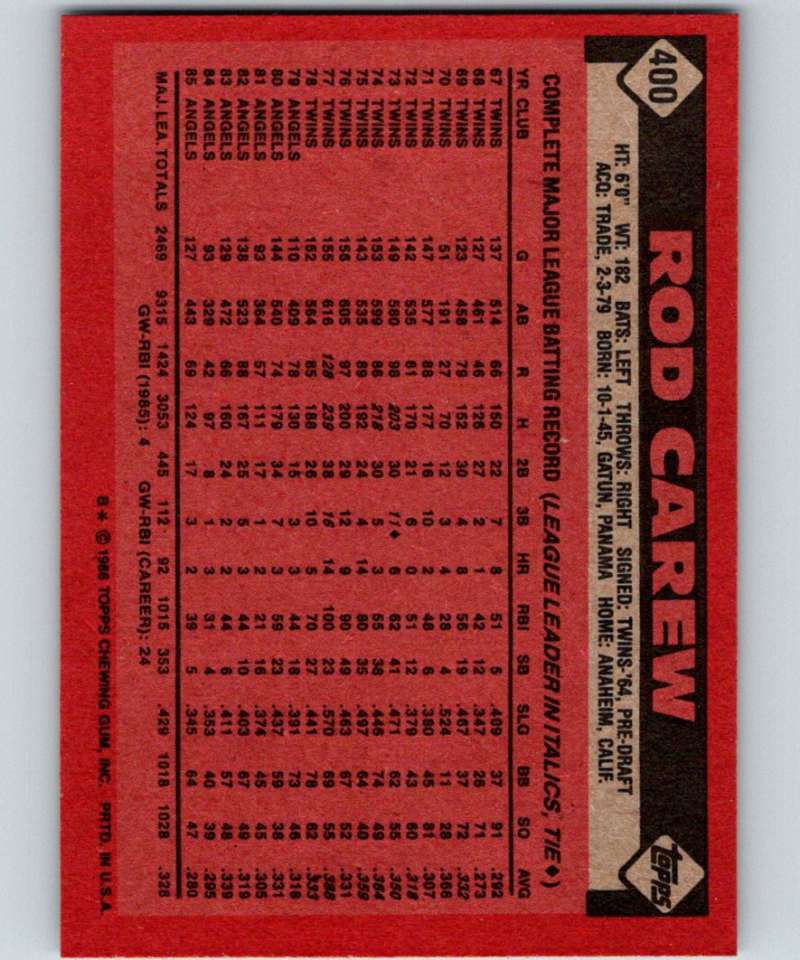 400
ROD CAREW
topps
HT: 6'0" WT: 182 BATS: LEFT THROWS: RIGHT SIGNED: TWINS-'64, PRE-DRAFT
ACQ: TRADE, 2-3-79 BORN: 10-1-45, GATUN, PANAMA HOME: ANAHEIM, CALIF.
COMPLETE MAJOR LEAGUE BATTING RECORD (LEAGUE LEADER IN ITALICS, TIE♦)
YR CLUB G AB R H 2B 3B HR RBI SB SLG BB SO AVG
67 TWINS 137 514 66 150 22 7 8 51 5 .409 37 91 .292
68 TWINS 127 461 46 126 27 2 1 42 12 .347 26 71 .273
69 TWINS 123 458 79 152 30 4 8 56 19 .467 37 72 .332
70 TWINS 51 191 27 70 12 3 4 28 4 .524 11 28 .366
71 TWINS 147 577 88 177 16 10 2 48 6 .380 45 81 .307
72 TWINS 142 535 61 170 21 6 0 51 12 .379 43 60 .318
73 TWINS 149 580 98 203 30 11♦ 6 62 41 .471 62 55 .350
74 TWINS 153 599 86 218 30 5 3 55 38 .446 74 49 .364
75 TWINS 143 535 89 192 24 4 14 80 35 .497 64 40 .359
76 TWINS 156 605 97 200 29 12 9 90 49 .463 67 52 .331
77 TWINS 155 616 128 239 38 16 14 100 23 .570 69 55 .388
78 TWINS 152 564 85 188 26 10 5 70 27 .441 78 62 .333
79 ANGELS 110 409 78 130 15 3 3 44 18 .391 73 46 .318
80 ANGELS 144 540 74 179 34 7 3 59 23 .437 59 38 .331
81 ANGELS 93 364 57 111 17 1 2 21 16 .374 45 45 .305
82 ANGELS 138 523 88 167 25 5 3 44 10 .403 67 49 .319
83 ANGELS 129 472 66 160 24 2 2 44 6 .411 57 48 .339
84 ANGELS 93 329 42 97 8 1 3 31 4 .353 40 39 .295
85 ANGELS 127 443 69 124 17 3 2 39 5 .345 64 47 .280
MAJ. LEA. TOTALS 2469 9315 1424 3053 445 112 92 1015 353 .429 1018 1028 .328
GW-RBI (1985): 4 GW-RBI (CAREER): 24
B* © 1986 TOPPS CHEWING GUM, INC. PRTD. IN U.S.A.